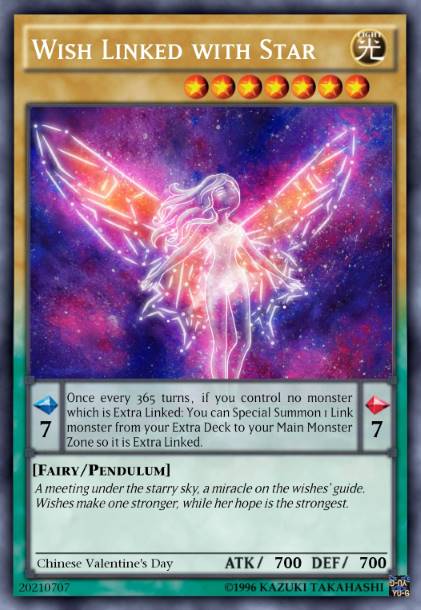 Wish Linked with Star
LIGHT
光
7
Once every 365 turns, if you control no monster
which is Extra Linked: You can Special Summon 1 Link
monster from your Extra Deck to your Main Monster
Zone so it is Extra Linked.
7
[Fairy/Pendulum]
A meeting under the starry sky, a miracle on the wishes' guide.
Wishes make one stronger, while her hope is the strongest.
Chinese Valentine's Day ATK/ 700 DEF/ 700
20210707 ©1996 KAZUKI TAKAHASHI